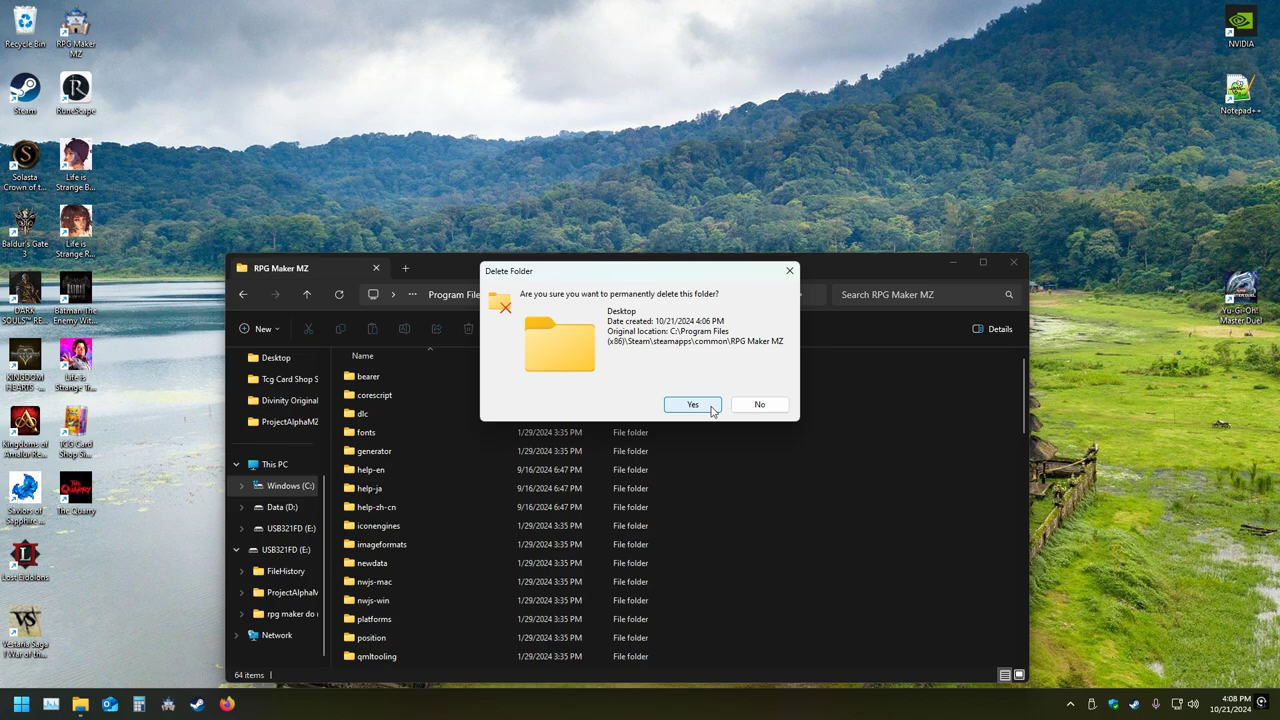 Recycle Bin
RPG Maker
MZ
Steam
RuneScape
Solasta
Crown of t...
Life is
Strange B...
Baldur's Gate
3
Life is
Strange R...
DARK
SOULS™ RE...
Batman The
Enemy Wit...
KINGDOM
HEARTS -...
Life is
Strange Tr...
Kingdoms of
Amalur Re...
TCG Card
Shop Si...
Saviors of
Sapphire ...
The Quarry
Lost Eidolons
Vestaria Saga
I War of th...
NVIDIA
Notepad++
Yu-Gi-Oh!
Master Duel
RPG Maker MZ
Program File
Search RPG Maker MZ
New
Details
Desktop
Tcg Card Shop S
Divinity Original
ProjectAlphaMZ
This PC
Windows (C:)
Data (D:)
USB321FD (E:)
USB321FD (E:)
FileHistory
ProjectAlphaM
rpg maker do
Network
Name
bearer
corescript
dlc
fonts 1/29/2024 3:35 PM File folder
generator 1/29/2024 3:35 PM File folder
help-en 9/16/2024 6:47 PM File folder
help-ja 9/16/2024 6:47 PM File folder
help-zh-cn 9/16/2024 6:47 PM File folder
iconengines 1/29/2024 3:35 PM File folder
imageformats 1/29/2024 3:35 PM File folder
newdata 1/29/2024 3:35 PM File folder
nwjs-mac 1/29/2024 3:35 PM File folder
nwjs-win 1/29/2024 3:35 PM File folder
platforms 1/29/2024 3:35 PM File folder
position 1/29/2024 3:35 PM File folder
qmltooling 1/29/2024 3:35 PM File folder
64 items
Delete Folder
Are you sure you want to permanently delete this folder?
Desktop
Date created: 10/21/2024 4:06 PM
Original location: C:\Program Files
(x86)\Steam\steamapps\common\RPG Maker MZ
Yes
No
4:08 PM
10/21/2024